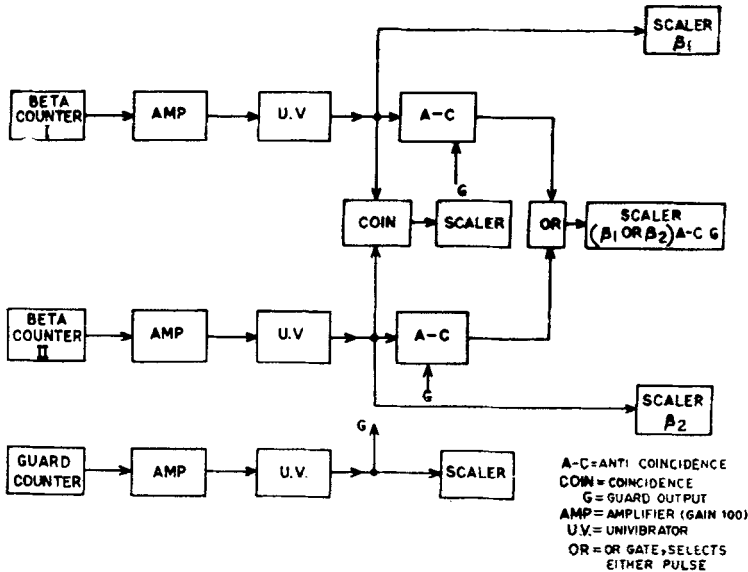 SCALER
β1
BETA
COUNTER
I
AMP
U.V
A-C
G
COIN
SCALER
OR
SCALER
(β1 OR β2) A-C G
BETA
COUNTER
II
AMP
U.V
A-C
G
SCALER
β2
G
GUARD
COUNTER
AMP
U.V.
SCALER
A-C=ANTI COINCIDENCE
COIN=COINCIDENCE
G=GUARD OUTPUT
AMP=AMPLIFIER (GAIN 100)
U.V.=UNIVIBRATOR
OR=OR GATE, SELECTS
EITHER PULSE